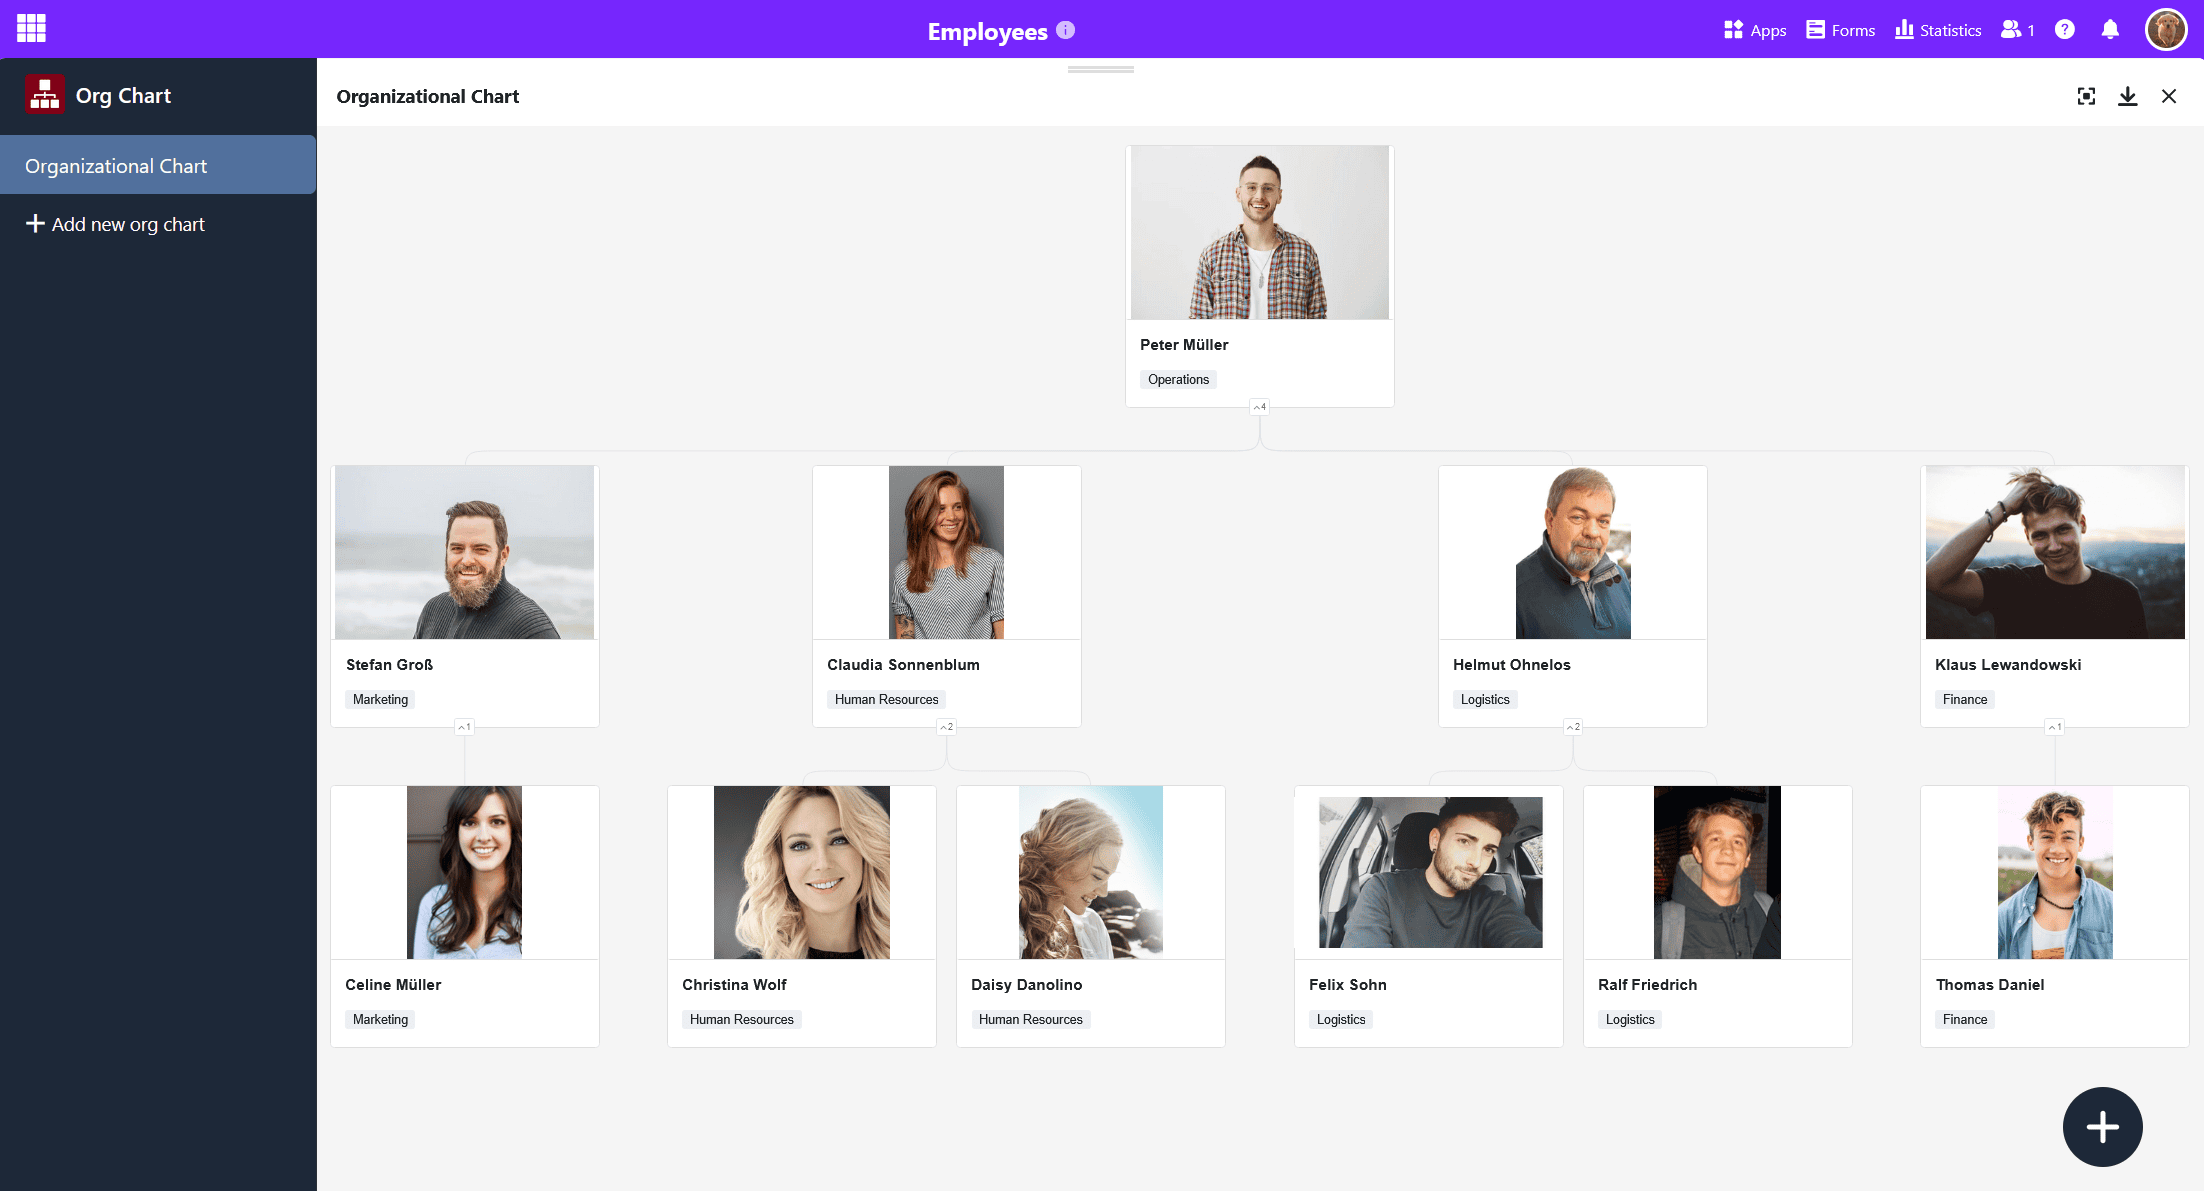 Employees
Apps
Forms
Statistics
1
Org Chart
Organizational Chart
Organizational Chart
Add new org chart
Peter Müller
Operations
4
Stefan Groß
Claudia Sonnenblum
Helmut Ohnelos
Klaus Lewandowski
Marketing
Human Resources
Logistics
Finance
1
2
2
1
Celine Müller
Christina Wolf
Daisy Danolino
Felix Sohn
Ralf Friedrich
Thomas Daniel
Marketing
Human Resources
Human Resources
Logistics
Logistics
Finance